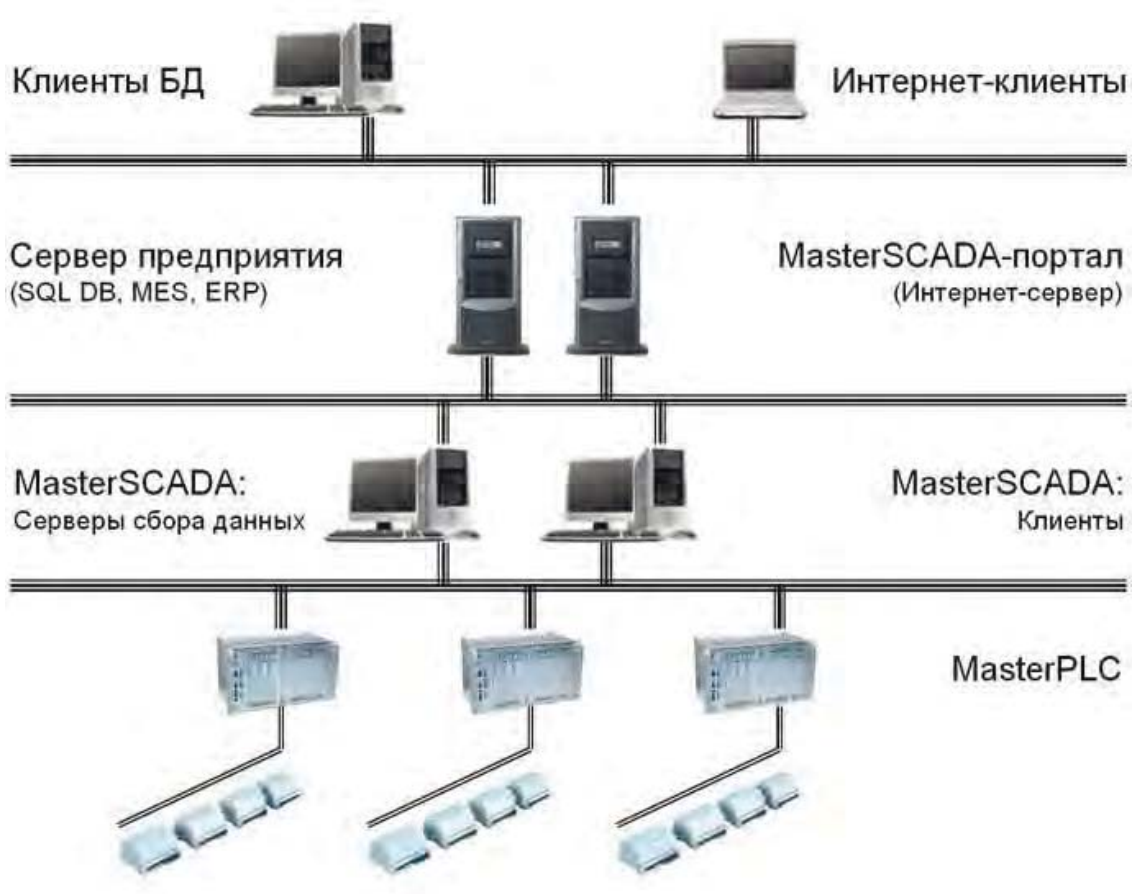 Клиенты БД
Интернет-клиенты
Сервер предприятия
(SQL DB, MES, ERP)
MasterSCADA-портал
(Интернет-сервер)
MasterSCADA:
Серверы сбора данных
MasterSCADA:
Клиенты
MasterPLC